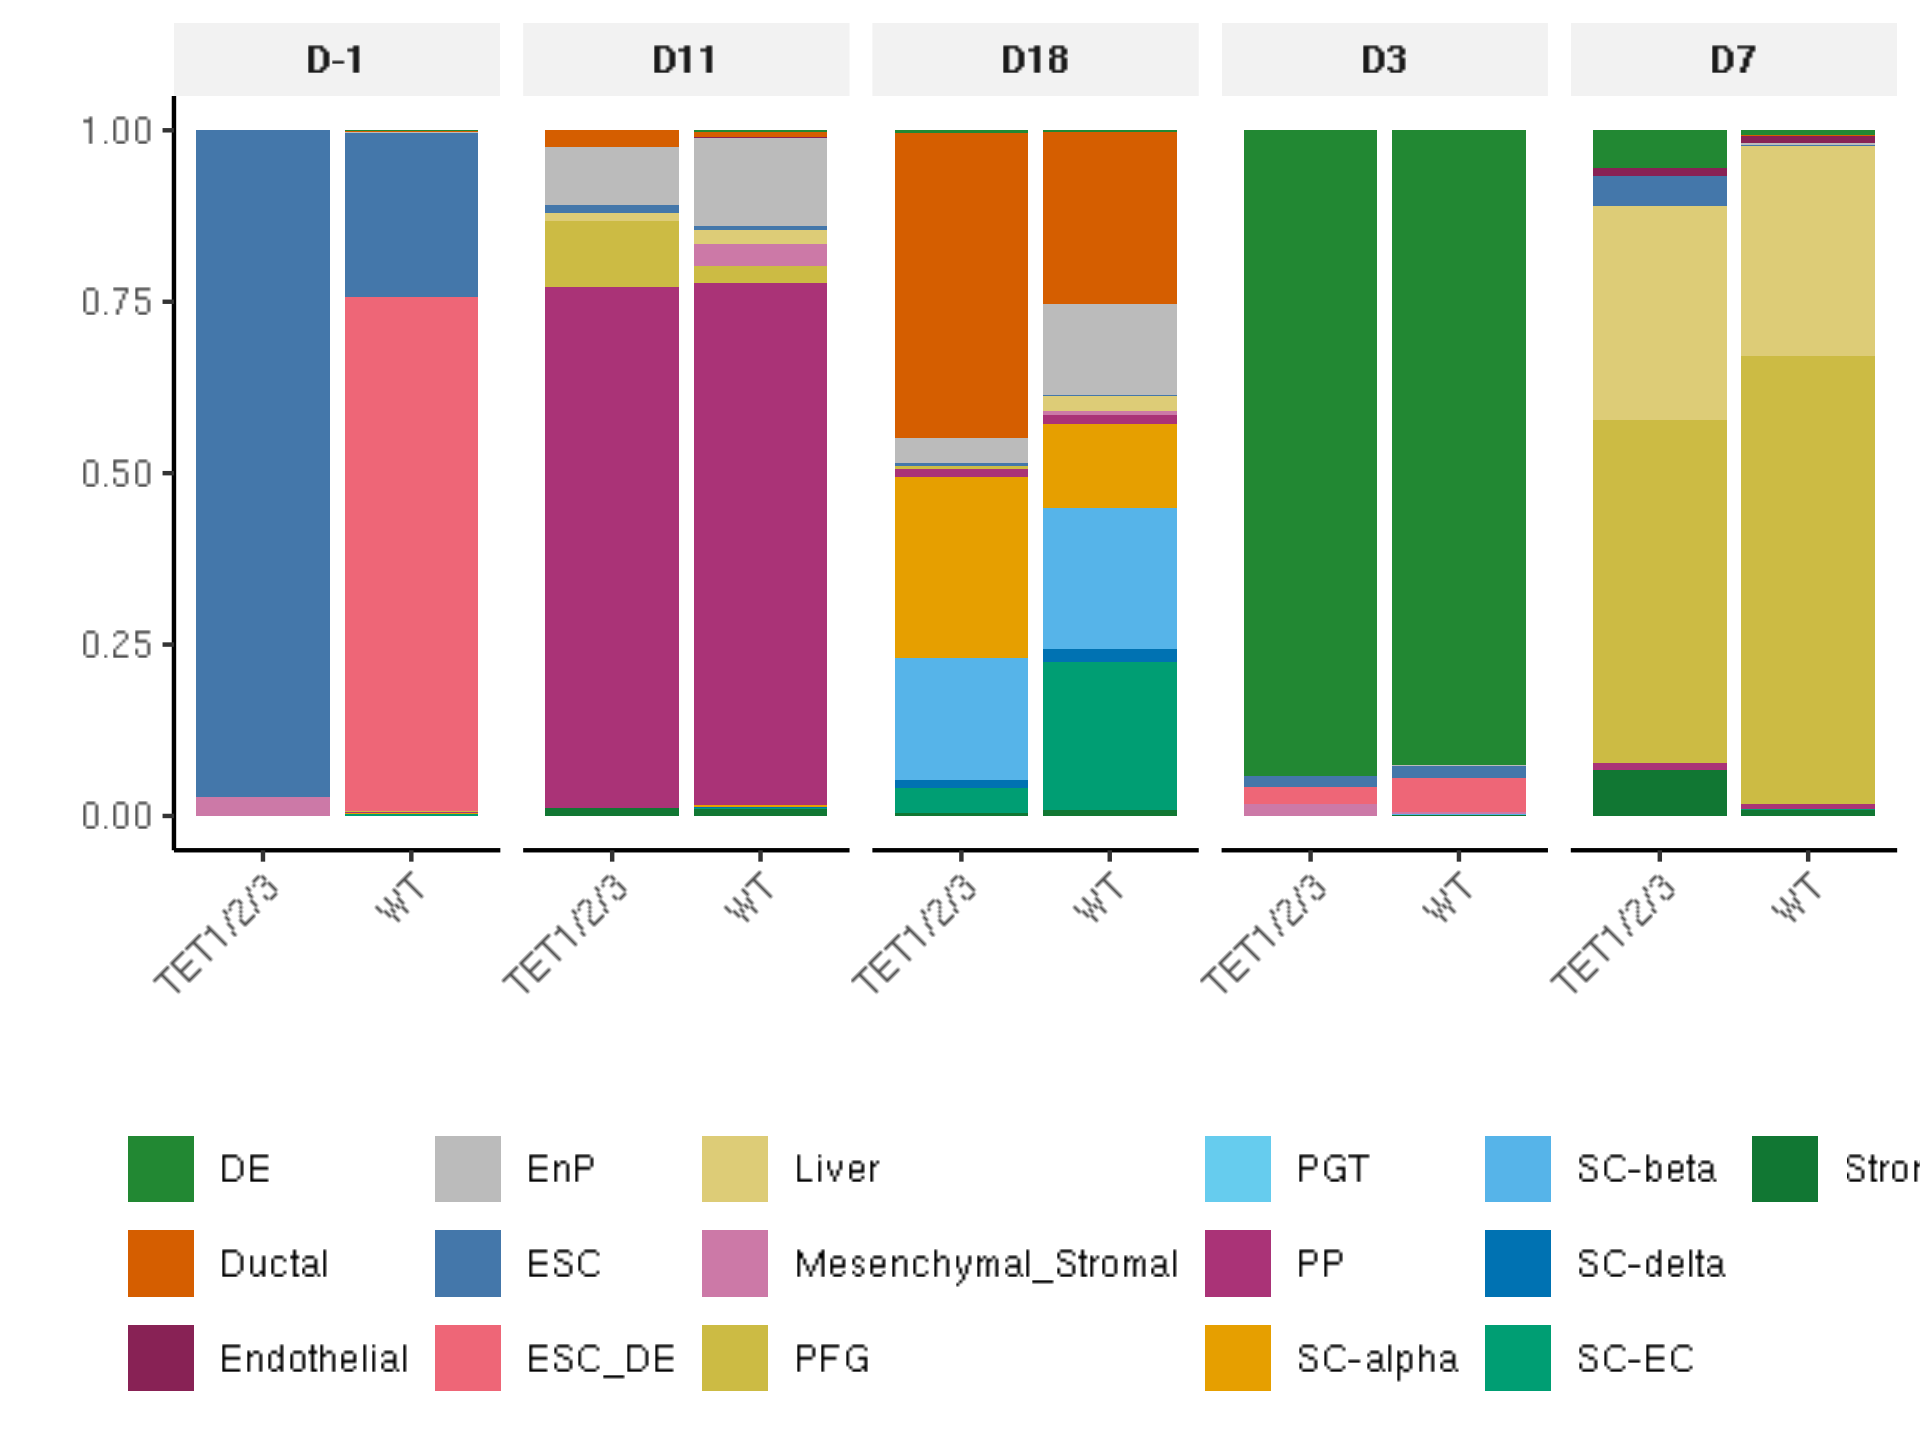 D-1 D11 D18 D3 D7
1.00
0.75
0.50
0.25
0.00
TET1/2/3 WT TET1/2/3 WT TET1/2/3 WT TET1/2/3 WT TET1/2/3 WT
DE EnP Liver PGT SC-beta
Ductal ESC Mesenchymal_Stromal PP SC-delta
Endothelial ESC_DE PFG SC-alpha SC-EC